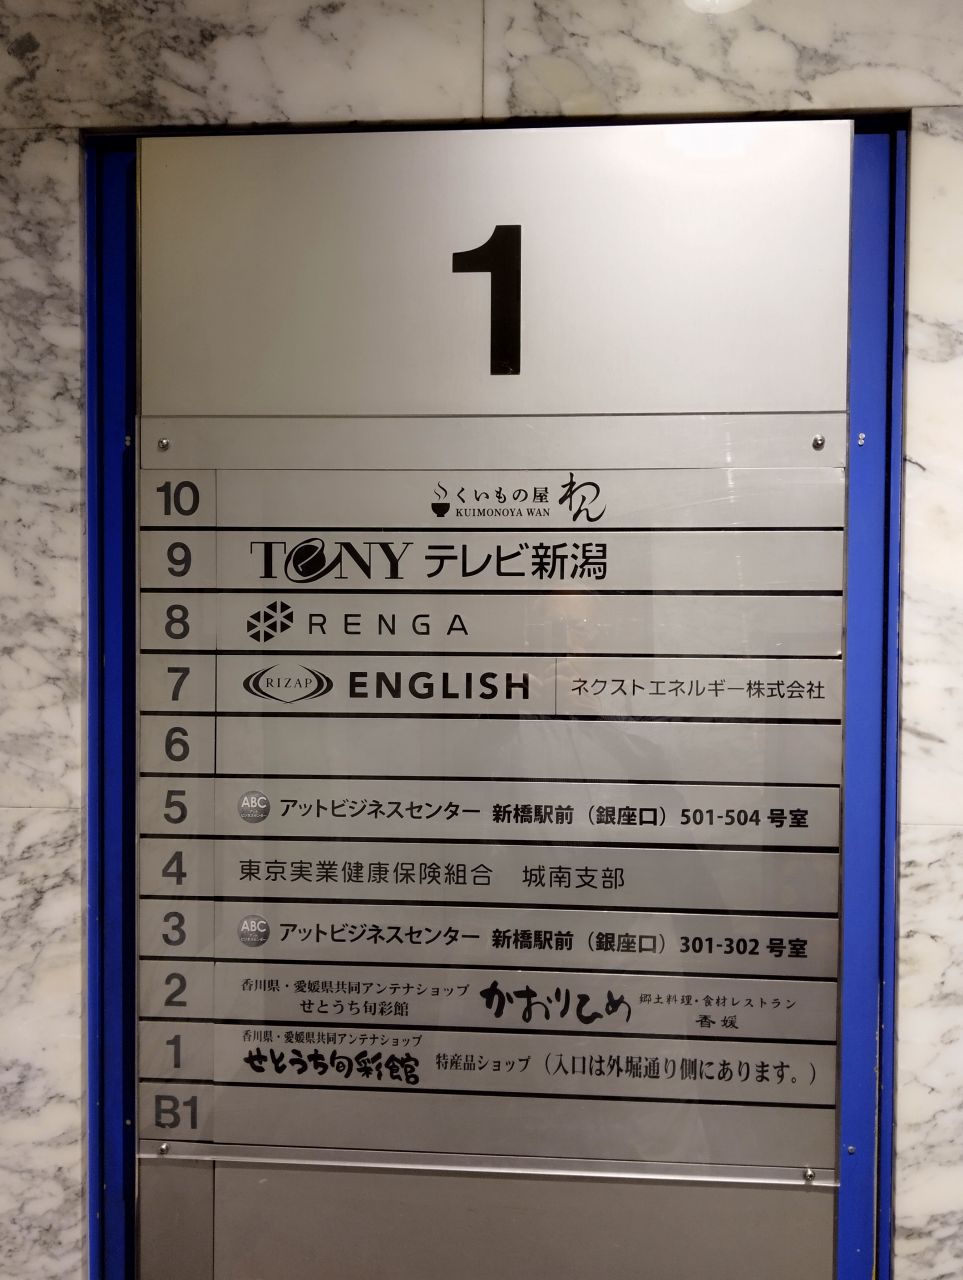 1
10 くいもの屋 わん
KUIMONOYA WAN
9 TONY テレビ新潟
8 RENGA
7 RIZAP ENGLISH ネクストエネルギー株式会社
6
5 ABC アットビジネスセンター 新橋駅前（銀座口）501-504 号室
4 東京実業健康保険組合 城南支部
3 ABC アットビジネスセンター 新橋駅前（銀座口）301-302 号室
2 香川県・愛媛県共同アンテナショップ
せとうち旬彩館 かおりひめ 郷土料理・食材レストラン
香媛
1 香川県・愛媛県共同アンテナショップ
せとうち旬彩館 特産品ショップ（入口は外堀通り側にあります。）
B1